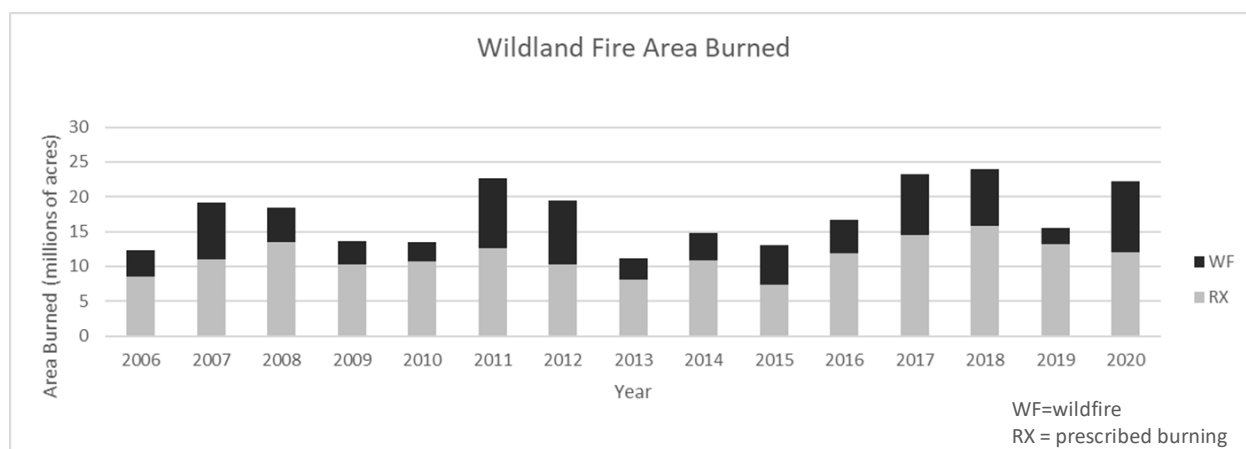 Wildland Fire Area Burned
Area Burned (millions of acres)
30
25
20
15
10
5
0
2006 2007 2008 2009 2010 2011 2012 2013 2014 2015 2016 2017 2018 2019 2020
Year
WF
RX
WF=wildfire
RX = prescribed burning